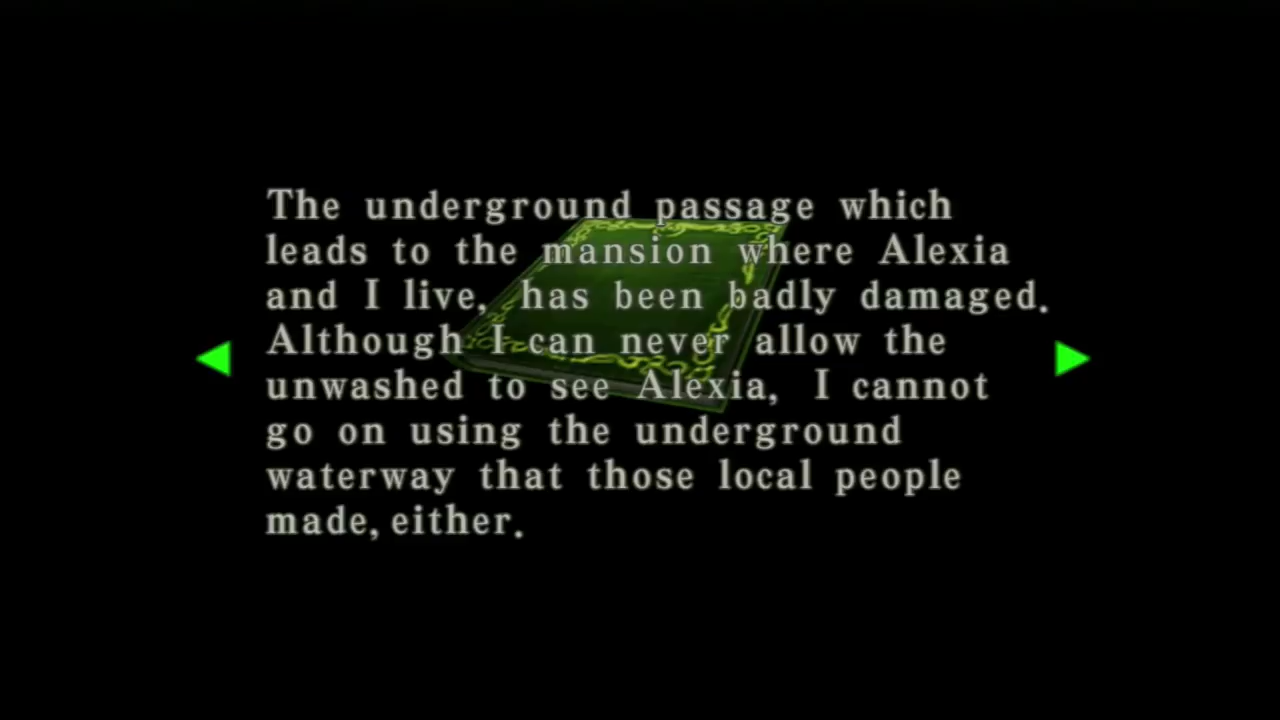 The underground passage which
leads to the mansion where Alexia
and I live, has been badly damaged.
Although I can never allow the
unwashed to see Alexia, I cannot
go on using the underground
waterway that those local people
made, either.